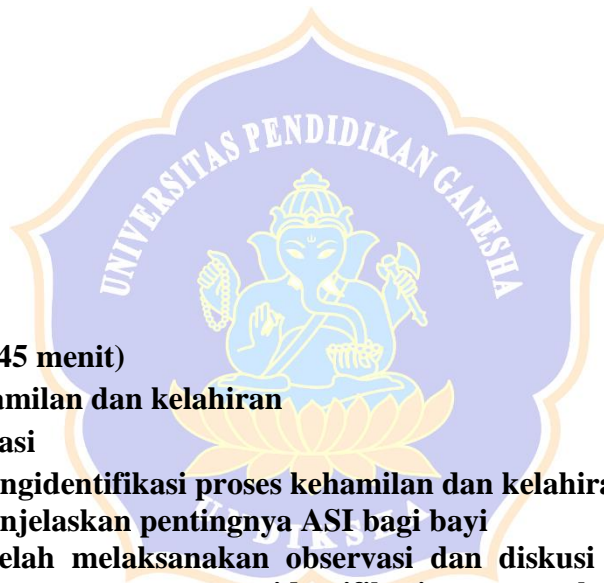 UNIVERSITAS PENDIDIKAN GANESHA
45 menit)
amilan dan kelahiran
asi
ngidentifikasi proses kehamilan dan kelahira
njelaskan pentingnya ASI bagi bayi
elah melaksanakan observasi dan diskusi
UNDIKSHA